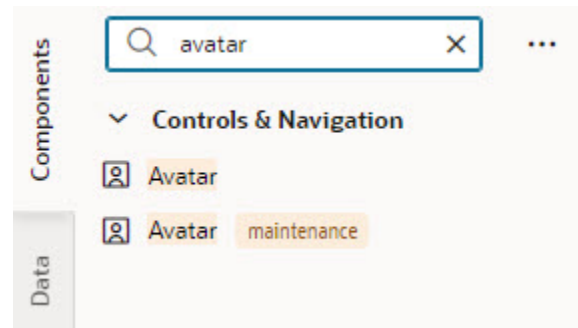 Components
Data
avatar
Controls & Navigation
Avatar
Avatar maintenance